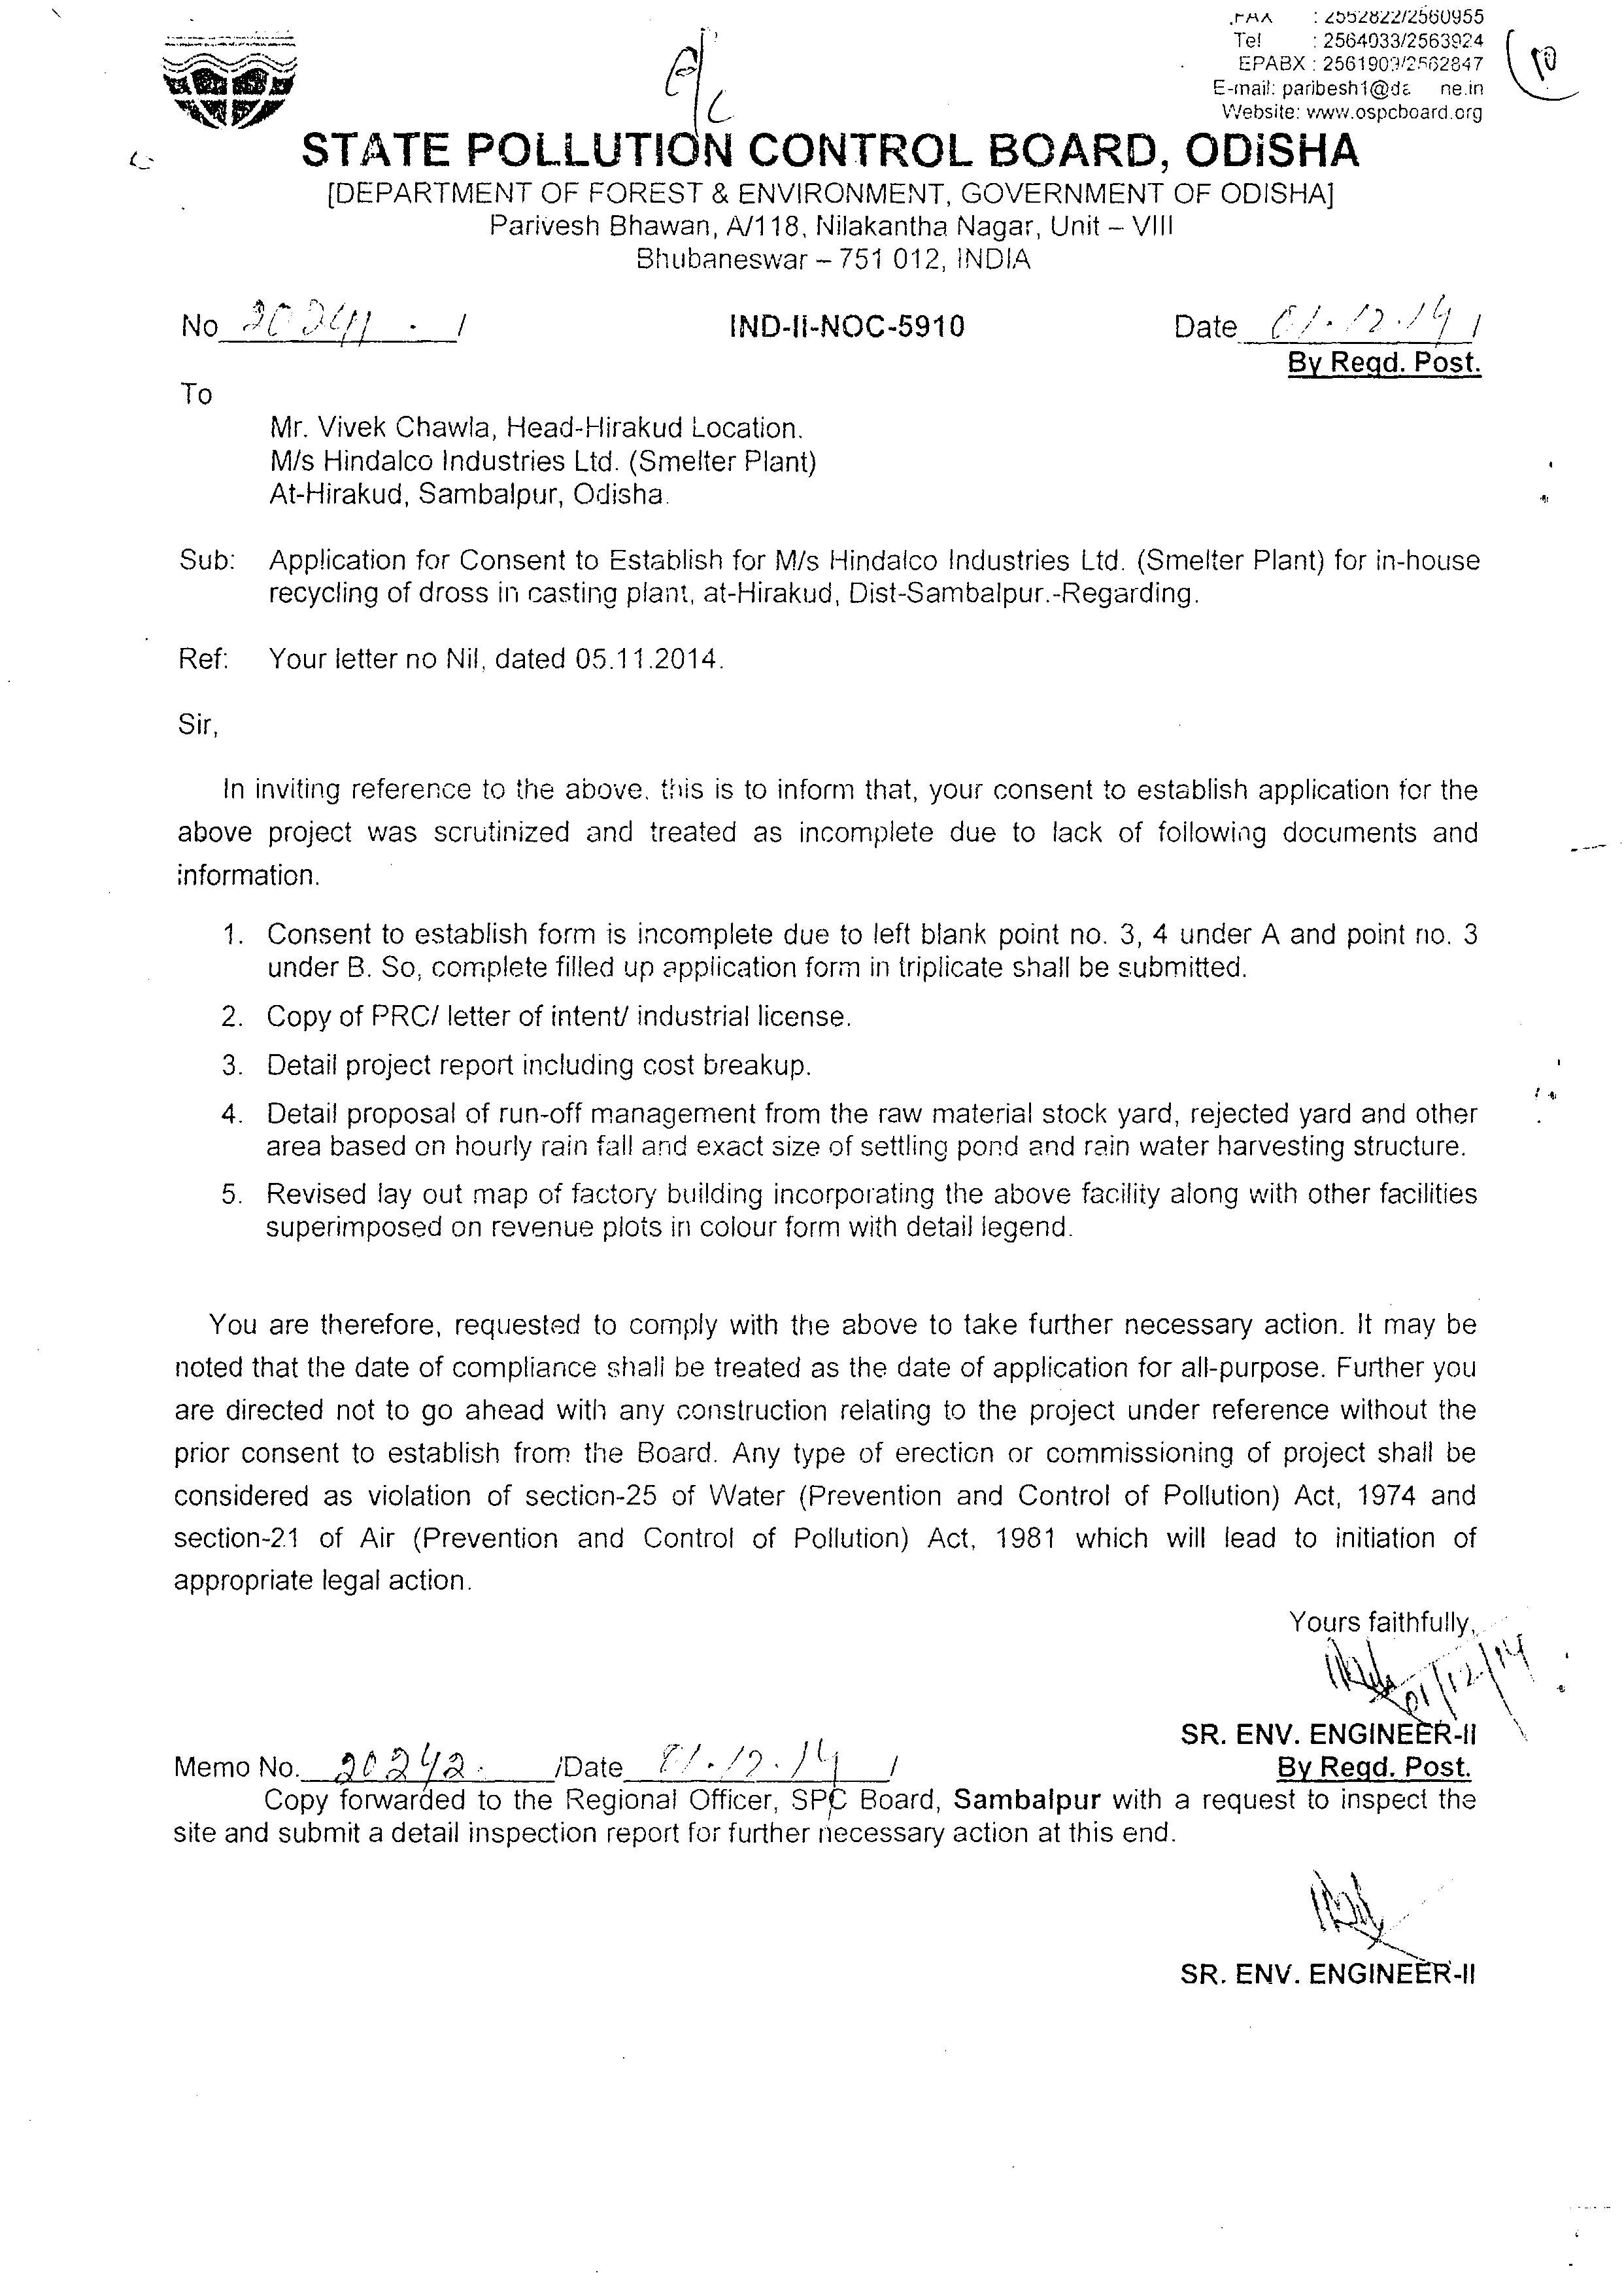 FAX : 2552822/2560955
Tel : 2564033/2563924
EPABX : 2561909/2562847
E-mail: paribesh1@da ne.in
Website: www.ospcboard.org
10
STATE POLLUTION CONTROL BOARD, ODiSHA
[DEPARTMENT OF FOREST & ENVIRONMENT, GOVERNMENT OF ODISHA]
Parivesh Bhawan, A/118, Nilakantha Nagar, Unit – VIII
Bhubaneswar – 751 012, INDIA
No 20241 . / IND-II-NOC-5910 Date 01.12.14 /
By Regd. Post.
To
Mr. Vivek Chawla, Head-Hirakud Location.
M/s Hindalco Industries Ltd. (Smelter Plant)
At-Hirakud, Sambalpur, Odisha.
Sub: Application for Consent to Establish for M/s Hindalco Industries Ltd. (Smelter Plant) for in-house
recycling of dross in casting plant, at-Hirakud, Dist-Sambalpur.-Regarding.
Ref: Your letter no Nil, dated 05.11.2014.
Sir,
In inviting reference to the above, this is to inform that, your consent to establish application for the
above project was scrutinized and treated as incomplete due to lack of following documents and
information.
1. Consent to establish form is incomplete due to left blank point no. 3, 4 under A and point no. 3
under B. So, complete filled up application form in triplicate shall be submitted.
2. Copy of PRC/ letter of intent/ industrial license.
3. Detail project report including cost breakup.
4. Detail proposal of run-off management from the raw material stock yard, rejected yard and other
area based on hourly rain fall and exact size of settling pond and rain water harvesting structure.
5. Revised lay out map of factory building incorporating the above facility along with other facilities
superimposed on revenue plots in colour form with detail legend.
You are therefore, requested to comply with the above to take further necessary action. It may be
noted that the date of compliance shall be treated as the date of application for all-purpose. Further you
are directed not to go ahead with any construction relating to the project under reference without the
prior consent to establish from the Board. Any type of erection or commissioning of project shall be
considered as violation of section-25 of Water (Prevention and Control of Pollution) Act, 1974 and
section-21 of Air (Prevention and Control of Pollution) Act, 1981 which will lead to initiation of
appropriate legal action.
Yours faithfully,
01/12/14
SR. ENV. ENGINEER-II
Memo No. 20242. /Date 01.12.14 /
By Regd. Post.
Copy forwarded to the Regional Officer, SPC Board, Sambalpur with a request to inspect the
site and submit a detail inspection report for further necessary action at this end.
SR. ENV. ENGINEER-II